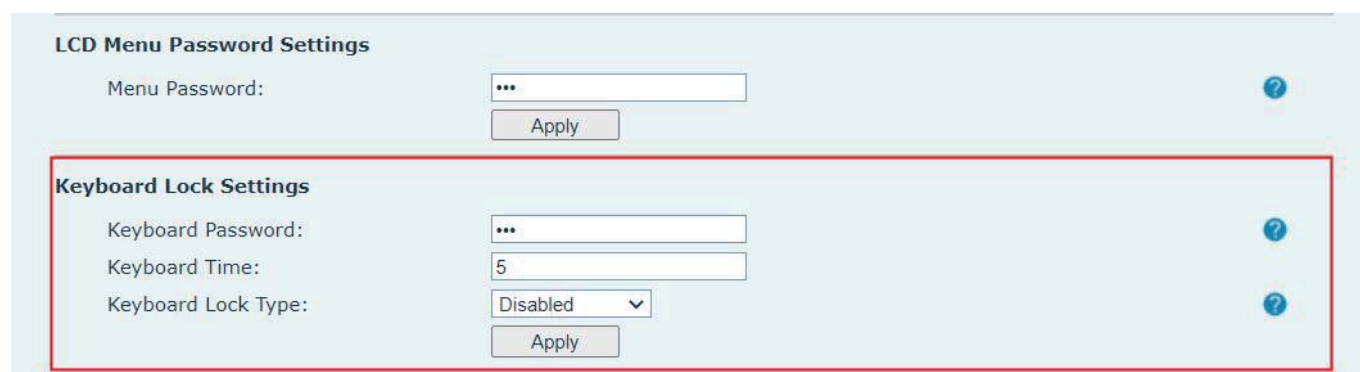 LCD Menu Password Settings
Menu Password: •••
Apply
Keyboard Lock Settings
Keyboard Password: •••
Keyboard Time: 5
Keyboard Lock Type: Disabled
Apply